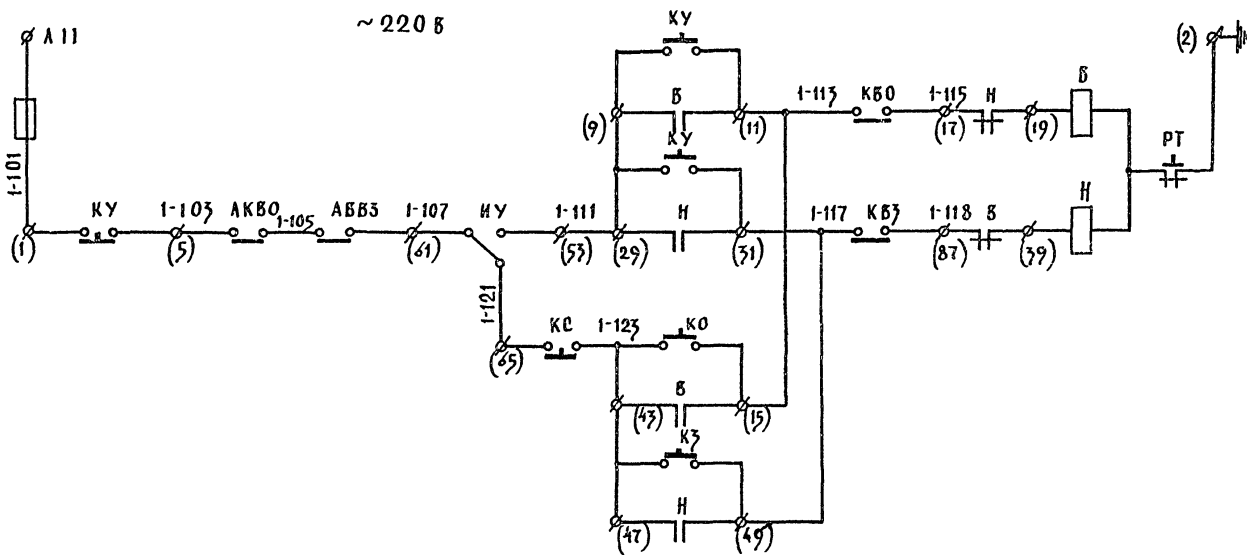 ~220 В
А11
КУ
(2)
1-101
(9)
В
(11)
1-113
КВО
1-115
(17)
Н
(19)
В
КУ
РТ
(1)
КУ
1-103
(5)
АКВО
1-105
АВВЗ
1-107
(61)
ИУ
1-111
(53)
(29)
Н
(31)
1-117
КВЗ
1-118
(87)
В
(39)
Н
1-121
(65)
КС
1-123
КО
(43)
В
(15)
КЗ
(47)
Н
(49)